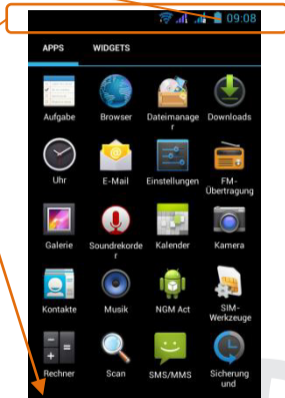 09:08
APPS WIDGETS
Aufgabe Browser Dateimanage Downloads
r
Uhr E-Mail Einstellungen FM-
Übertragung
Galerie Soundrekorde Kalender Kamera
r
Kontakte Musik NGM Act SIM-
Werkzeuge
Rechner Scan SMS/MMS Sicherung
und